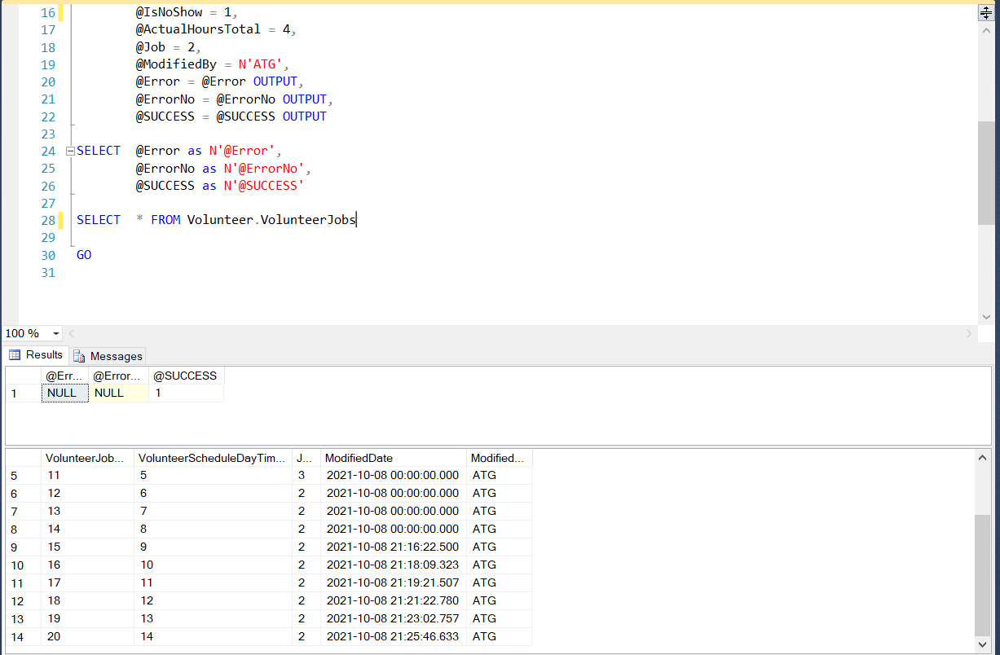 16 @IsNoShow = 1,
17 @ActualHoursTotal = 4,
18 @Job = 2,
19 @ModifiedBy = N'ATG',
20 @Error = @Error OUTPUT,
21 @ErrorNo = @ErrorNo OUTPUT,
22 @SUCCESS = @SUCCESS OUTPUT
23
24 SELECT @Error as N'@Error',
25 @ErrorNo as N'@ErrorNo',
26 @SUCCESS as N'@SUCCESS'
27
28 SELECT * FROM Volunteer.VolunteerJobs
29
30 GO
31
100 %
Results Messages
@Err... @Error... @SUCCESS
1 NULL NULL 1
VolunteerJob... VolunteerScheduleDayTim... J... ModifiedDate Modified...
5 11 5 3 2021-10-08 00:00:00.000 ATG
6 12 6 2 2021-10-08 00:00:00.000 ATG
7 13 7 2 2021-10-08 00:00:00.000 ATG
8 14 8 2 2021-10-08 00:00:00.000 ATG
9 15 9 2 2021-10-08 21:16:22.500 ATG
10 16 10 2 2021-10-08 21:18:09.323 ATG
11 17 11 2 2021-10-08 21:19:21.507 ATG
12 18 12 2 2021-10-08 21:21:22.780 ATG
13 19 13 2 2021-10-08 21:23:02.757 ATG
14 20 14 2 2021-10-08 21:25:46.633 ATG